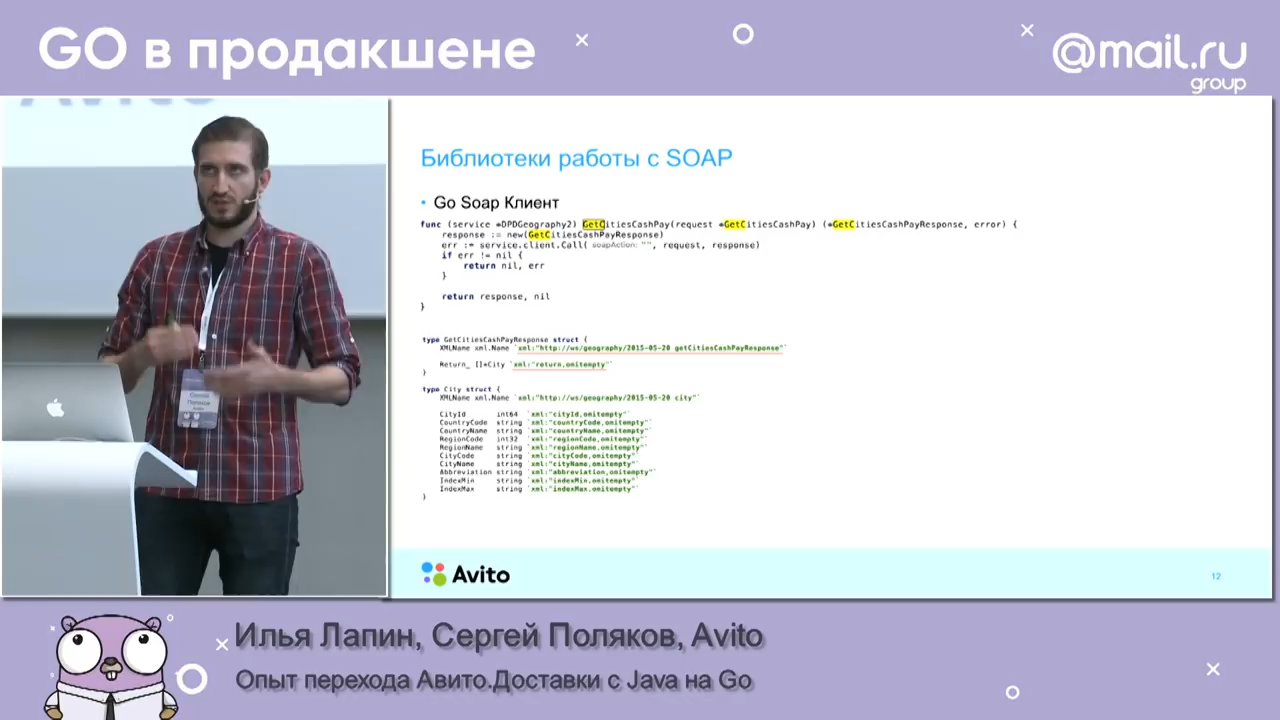 GO в продакшене
@mail.ru
group
Avito
Библиотеки работы с SOAP
• Go Soap Клиент
func (service *DPDGeography2) GetCitiesCashPay(request *GetCitiesCashPay) (*GetCitiesCashPayResponse, error) {
response := new(GetCitiesCashPayResponse)
err := service.client.Call( soapAction: "", request, response)
if err != nil {
return nil, err
}
return response, nil
}
type GetCitiesCashPayResponse struct {
XMLName xml.Name `xml:"http://ws/geography/2015-05-20 getCitiesCashPayResponse"`
Return_ []*City `xml:"return,omitempty"`
}
type City struct {
XMLName xml.Name `xml:"http://ws/geography/2015-05-20 city"`
CityId int64 `xml:"cityId,omitempty"`
CountryCode string `xml:"countryCode,omitempty"`
CountryName string `xml:"countryName,omitempty"`
RegionCode int32 `xml:"regionCode,omitempty"`
RegionName string `xml:"regionName,omitempty"`
CityCode string `xml:"cityCode,omitempty"`
CityName string `xml:"cityName,omitempty"`
Abbreviation string `xml:"abbreviation,omitempty"`
IndexMin string `xml:"indexMin,omitempty"`
IndexMax string `xml:"indexMax,omitempty"`
}
Сергей
Поляков
Avito
Avito
12
Илья Лапин, Сергей Поляков, Avito
Опыт перехода Авито.Доставки с Java на Go